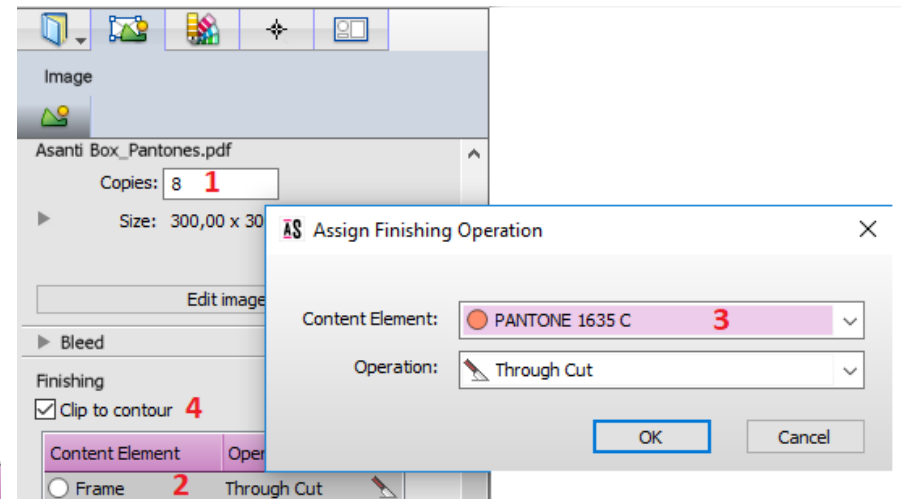 Image
Asanti Box_Pantones.pdf
Copies: 8 1
Size: 300,00 x 30
AS Assign Finishing Operation
Edit image
Content Element: PANTONE 1635 C 3
Bleed
Operation: Through Cut
Finishing
Clip to contour 4
OK Cancel
Content Element Oper
Frame 2 Through Cut